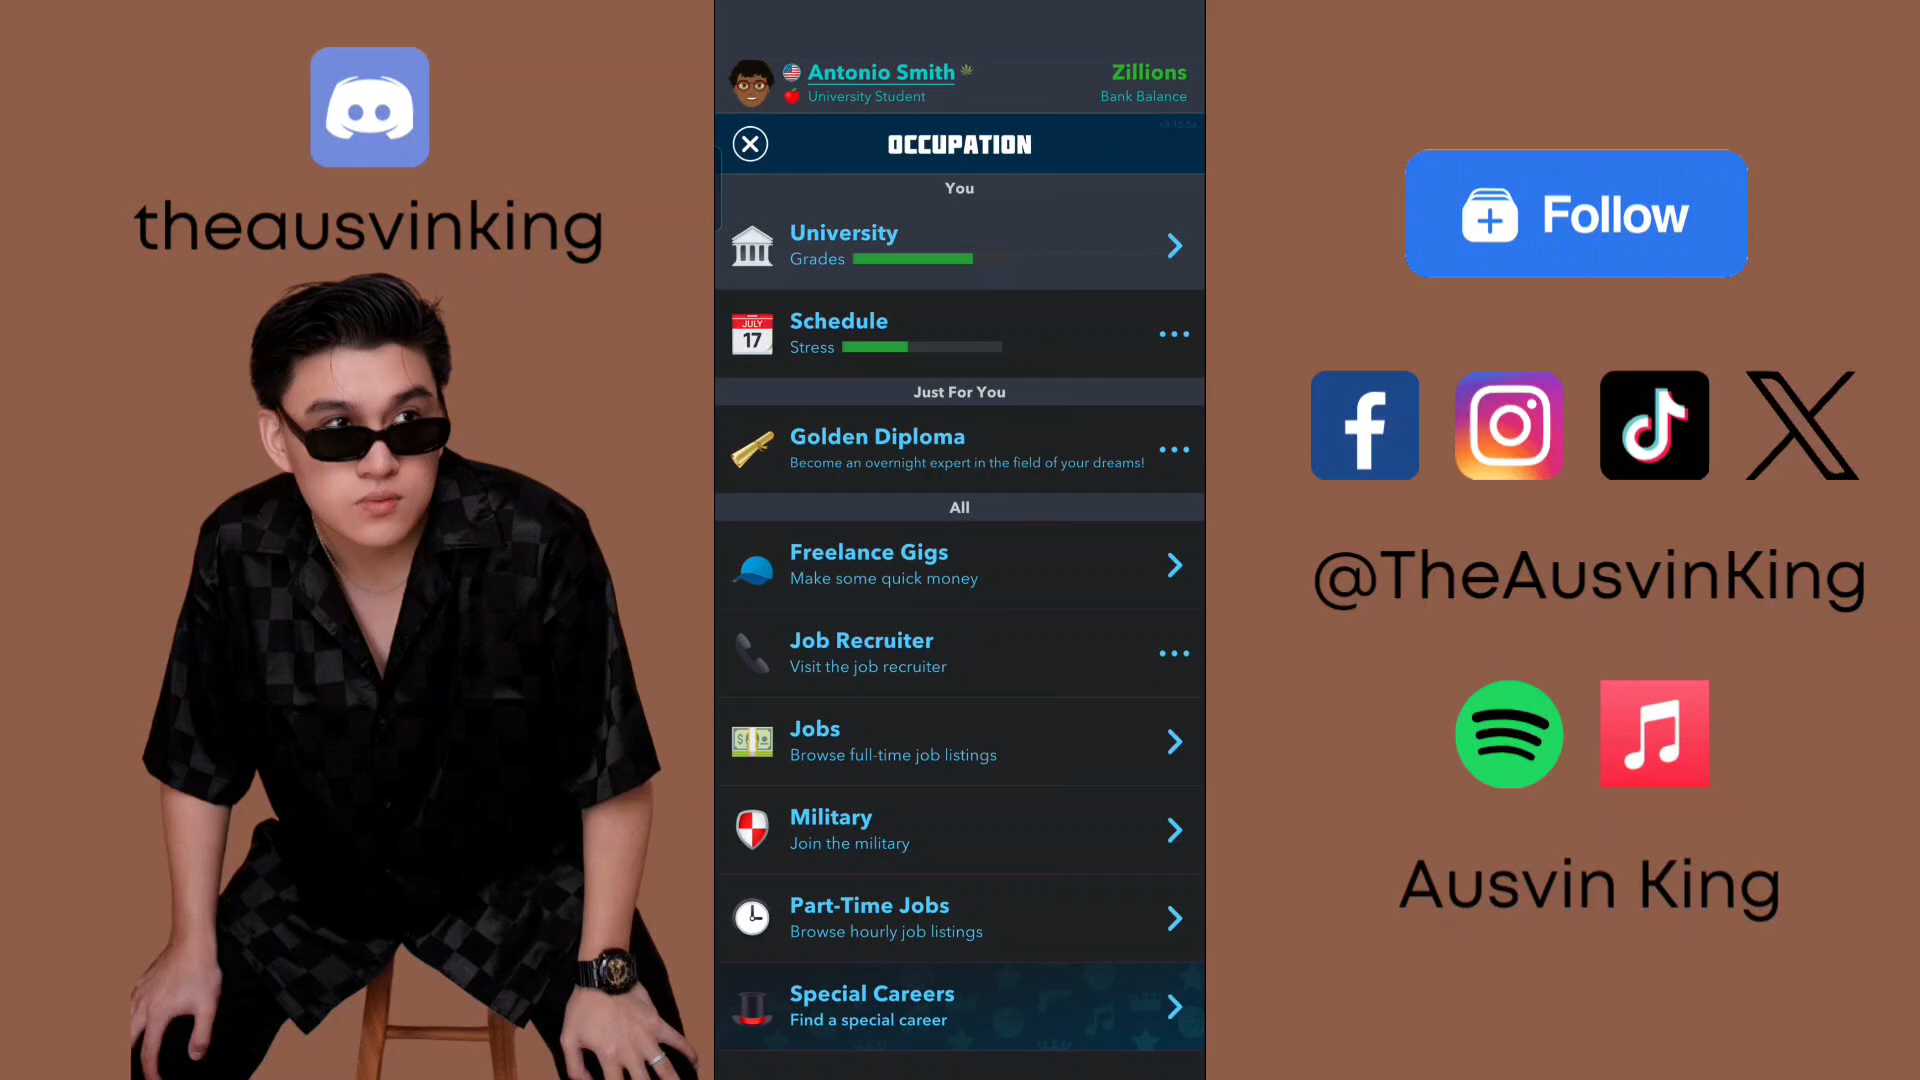 theausvinking
Antonio Smith
University Student
Zillions
Bank Balance
v3.15.5a
OCCUPATION
You
University
Grades
JULY
17
Schedule
Stress
Just For You
Golden Diploma
Become an overnight expert in the field of your dreams!
All
Freelance Gigs
Make some quick money
Job Recruiter
Visit the job recruiter
Jobs
Browse full-time job listings
Military
Join the military
Part-Time Jobs
Browse hourly job listings
Special Careers
Find a special career
Follow
@TheAusvinKing
Ausvin King